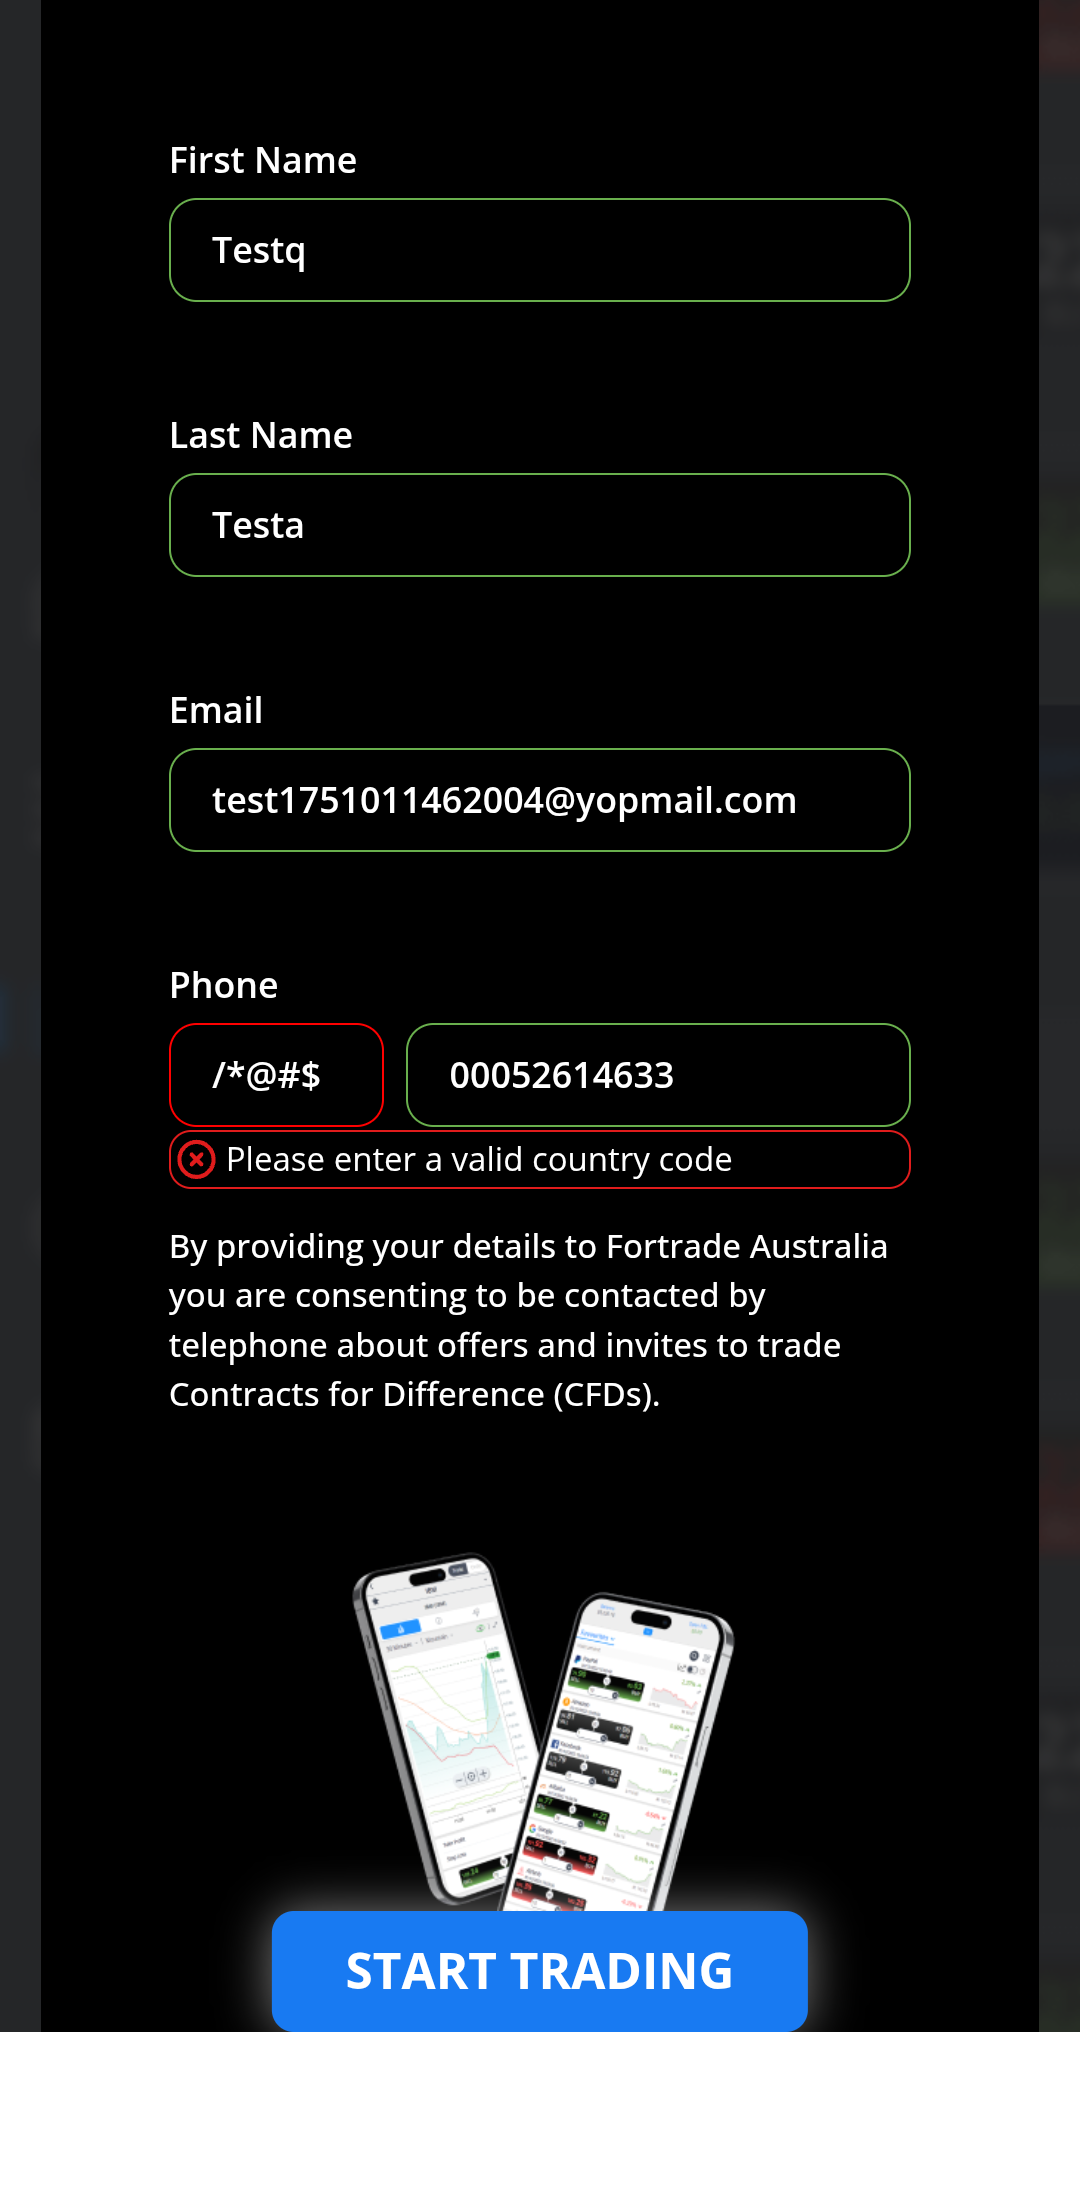 First Name
Testq
Last Name
Testa
Email
test1751011462004@yopmail.com
Phone
/*@#$ 00052614633
Please enter a valid country code
By providing your details to Fortrade Australia
you are consenting to be contacted by
telephone about offers and invites to trade
Contracts for Difference (CFDs).
START TRADING